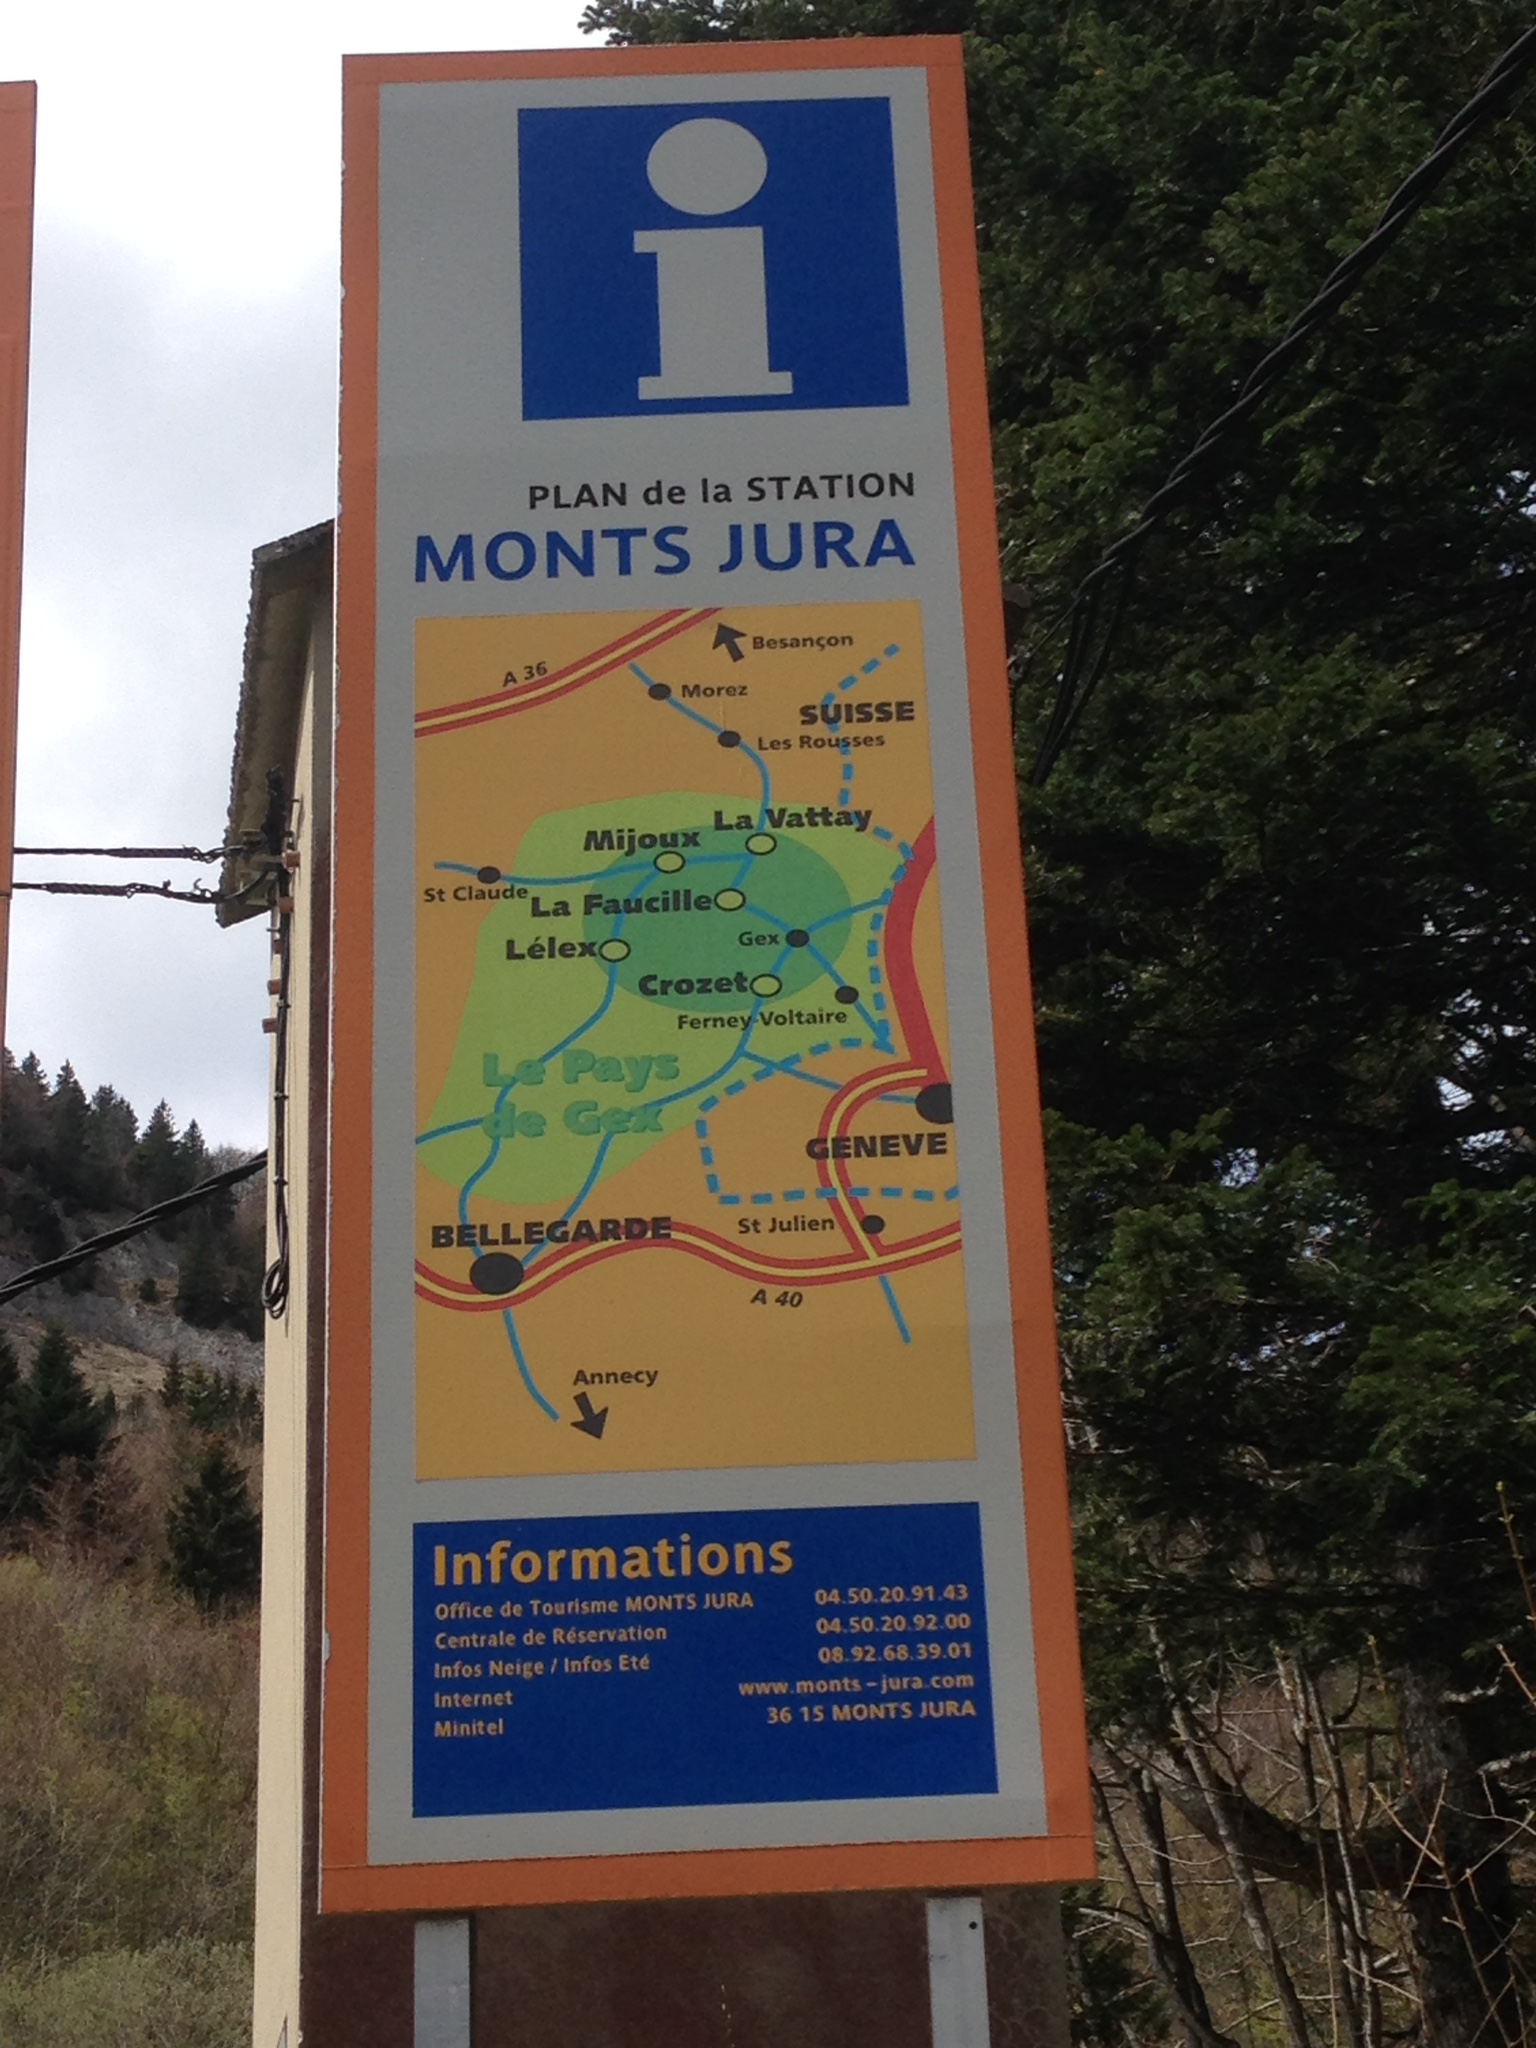 i
PLAN de la STATION
MONTS JURA
A 36
Besançon
Morez
SUISSE
Les Rousses
La Vattay
Mijoux
St Claude
La Faucille
Gex
Lélex
Crozet
Ferney-Voltaire
Le Pays
de Gex
GENEVE
BELLEGARDE
St Julien
A 40
Annecy
Informations
Office de Tourisme MONTS JURA 04.50.20.91.43
Centrale de Réservation 04.50.20.92.00
Infos Neige / Infos Eté 08.92.68.39.01
Internet www.monts-jura.com
Minitel 36 15 MONTS JURA